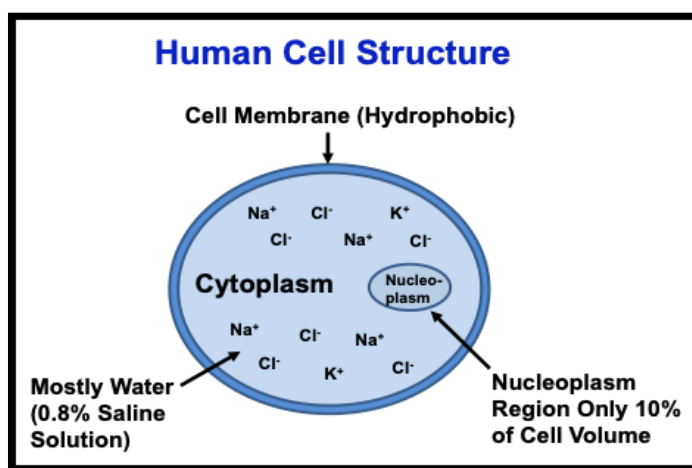 Human Cell Structure
Cell Membrane (Hydrophobic)
Na⁺ Cl⁻ K⁺
Cl⁻ Na⁺ Cl⁻
Cytoplasm
Nucleo-
plasm
Na⁺ Cl⁻ Na⁺
Cl⁻ K⁺ Cl⁻
Mostly Water
(0.8% Saline
Solution)
Nucleoplasm
Region Only 10%
of Cell Volume